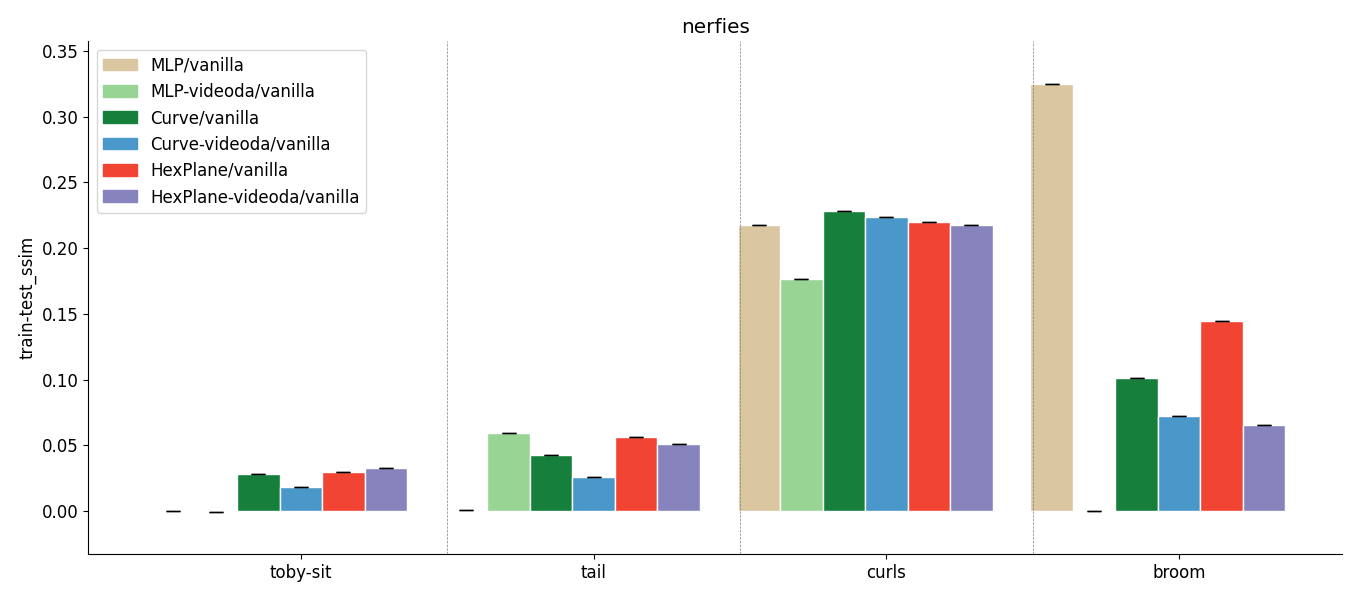 nerfies
0.35
0.30
0.25
0.20
0.15
0.10
0.05
0.00
train-test_ssim
MLP/vanilla
MLP-videoda/vanilla
Curve/vanilla
Curve-videoda/vanilla
HexPlane/vanilla
HexPlane-videoda/vanilla
toby-sit
tail
curls
broom